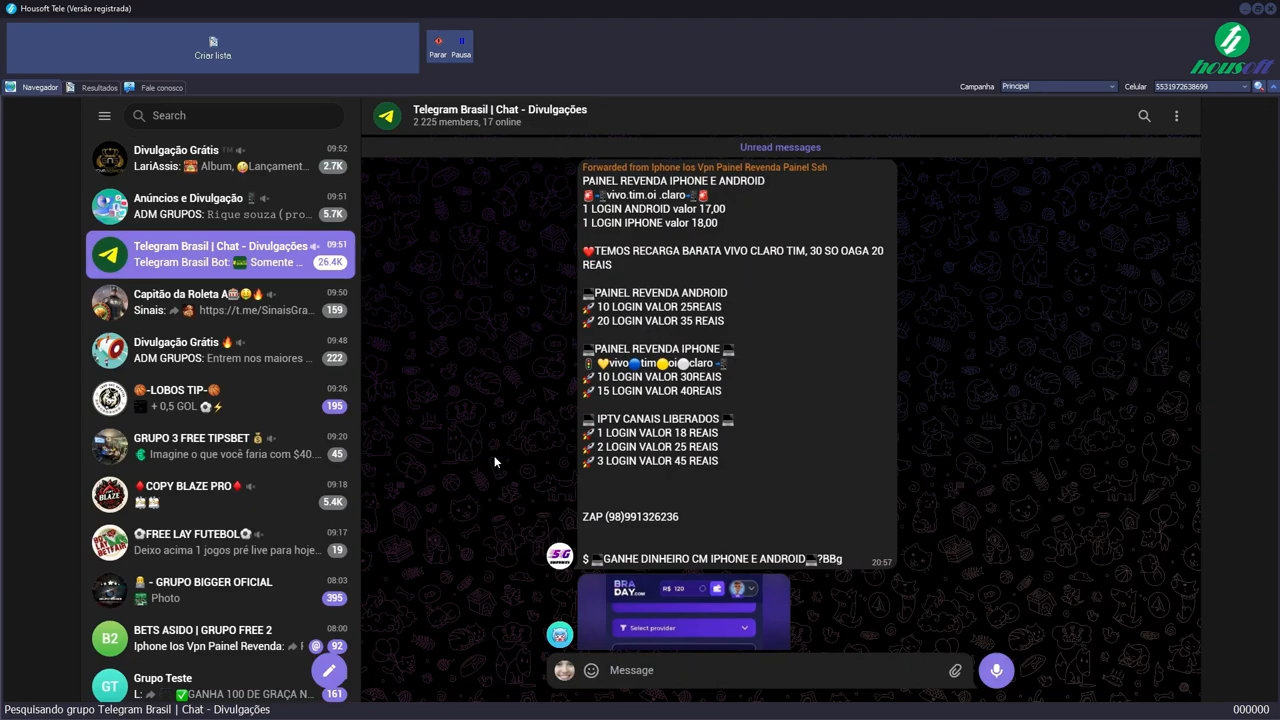 Housoft Tele (Versão registrada)
Criar lista
Parar Pausa
housoft
Navegador Resultados Fale conosco
Campanha Principal Celular 5531972638699
Search
Divulgação Grátis ™ 09:52
LariAssis: Album, Lançament... 2.7K
Anúncios e Divulgação 09:51
ADM GRUPOS: Rique souza ( pro... 5.7K
Telegram Brasil | Chat - Divulgações 09:51
Telegram Brasil Bot: Somente ... 26.4K
Capitão da Roleta A 09:50
Sinais: https://t.me/SinaisGra... 159
Divulgação Grátis 09:48
ADM GRUPOS: Entrem nos maiores ... 222
-LOBOS TIP- 09:26
+ 0,5 GOL 195
GRUPO 3 FREE TIPSBET 09:20
Imagine o que você faria com $40... 45
COPY BLAZE PRO 09:18
5.4K
FREE LAY FUTEBOL 09:17
Deixo acima 1 jogos pré live para hoje... 19
- GRUPO BIGGER OFICIAL 08:03
Photo 395
B2
BETS ASIDO | GRUPO FREE 2 08:00
Iphone Ios Vpn Painel Revenda: @ 92
GT
Grupo Teste
L: GANHA 100 DE GRAÇA N... 161
Telegram Brasil | Chat - Divulgações
2 225 members, 17 online
Unread messages
Forwarded from Iphone Ios Vpn Painel Revenda Painel Ssh
PAINEL REVENDA IPHONE E ANDROID
vivo.tim.oi .claro
1 LOGIN ANDROID valor 17,00
1 LOGIN IPHONE valor 18,00
TEMOS RECARGA BARATA VIVO CLARO TIM, 30 SO OAGA 20
REAIS
PAINEL REVENDA ANDROID
10 LOGIN VALOR 25REAIS
20 LOGIN VALOR 35 REAIS
PAINEL REVENDA IPHONE
vivo tim oi claro
10 LOGIN VALOR 30REAIS
15 LOGIN VALOR 40REAIS
IPTV CANAIS LIBERADOS
1 LOGIN VALOR 18 REAIS
2 LOGIN VALOR 25 REAIS
3 LOGIN VALOR 45 REAIS
ZAP (98)991326236
$ GANHE DINHEIRO CM IPHONE E ANDROID ?BBg
20:57
5G
BRA
DAY.COM
R$ 120
Select provider
Message
Pesquisando grupo Telegram Brasil | Chat - Divulgações
000000